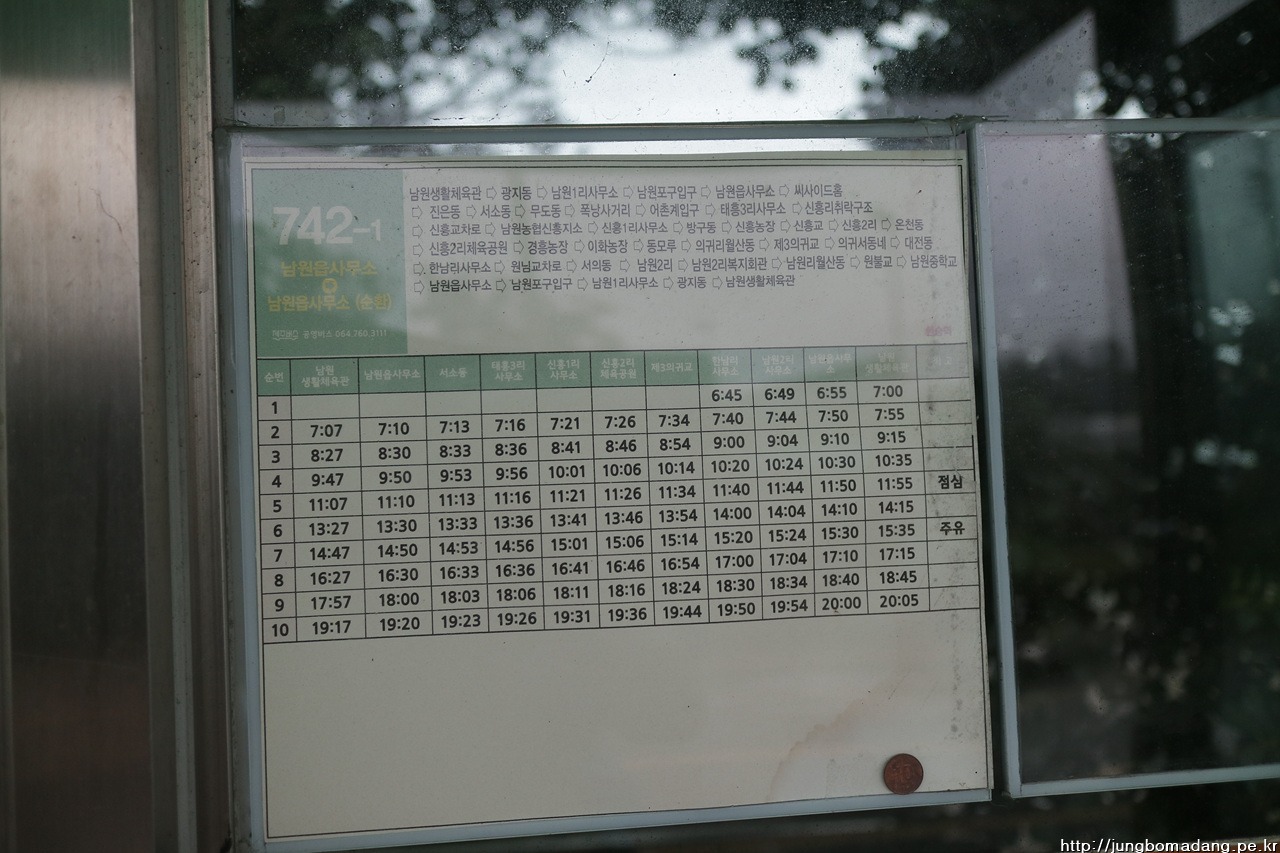 742-1
남원읍사무소
남원읍사무소 (순환)
공영버스 064.760.3111
남원생활체육관 ➩ 광지동 ➩ 남원1리사무소 ➩ 남원포구입구 ➩ 남원읍사무소 ➩ 씨사이드홈
➩ 진은동 ➩ 서소동 ➩ 무도동 ➩ 폭낭사거리 ➩ 어촌계입구 ➩ 태흥3리사무소 ➩ 신흥리취락구조
➩ 신흥교차로 ➩ 남원농협신흥지소 ➩ 신흥1리사무소 ➩ 방구동 ➩ 신흥농장 ➩ 신흥교 ➩ 신흥2리 ➩ 온천동
➩ 신흥2리체육공원 ➩ 경흥농장 ➩ 이화농장 ➩ 동모루 ➩ 의귀리월산동 ➩ 제3의귀교 ➩ 의귀서동네 ➩ 대전동
➩ 한남리사무소 ➩ 원님교차로 ➩ 서의동 ➩ 남원2리 ➩ 남원2리복지회관 ➩ 남원리월산동 ➩ 원불교 ➩ 남원중학교
➩ 남원읍사무소 ➩ 남원포구입구 ➩ 남원1리사무소 ➩ 광지동 ➩ 남원생활체육관
순번 남원 생활체육관 남원읍사무소 서소동 태흥3리 사무소 신흥1리 사무소 신흥2리 체육공원 제3의귀교 한남리 사무소 남원2리 사무소 남원읍사무소 남원 생활체육관
1 6:45 6:49 6:55 7:00
2 7:07 7:10 7:13 7:16 7:21 7:26 7:34 7:40 7:44 7:50 7:55
3 8:27 8:30 8:33 8:36 8:41 8:46 8:54 9:00 9:04 9:10 9:15
4 9:47 9:50 9:53 9:56 10:01 10:06 10:14 10:20 10:24 10:30 10:35
5 11:07 11:10 11:13 11:16 11:21 11:26 11:34 11:40 11:44 11:50 11:55 점심
6 13:27 13:30 13:33 13:36 13:41 13:46 13:54 14:00 14:04 14:10 14:15
7 14:47 14:50 14:53 14:56 15:01 15:06 15:14 15:20 15:24 15:30 15:35 주유
8 16:27 16:30 16:33 16:36 16:41 16:46 16:54 17:00 17:04 17:10 17:15
9 17:57 18:00 18:03 18:06 18:11 18:16 18:24 18:30 18:34 18:40 18:45
10 19:17 19:20 19:23 19:26 19:31 19:36 19:44 19:50 19:54 20:00 20:05
http://jungbomadang.pe.kr